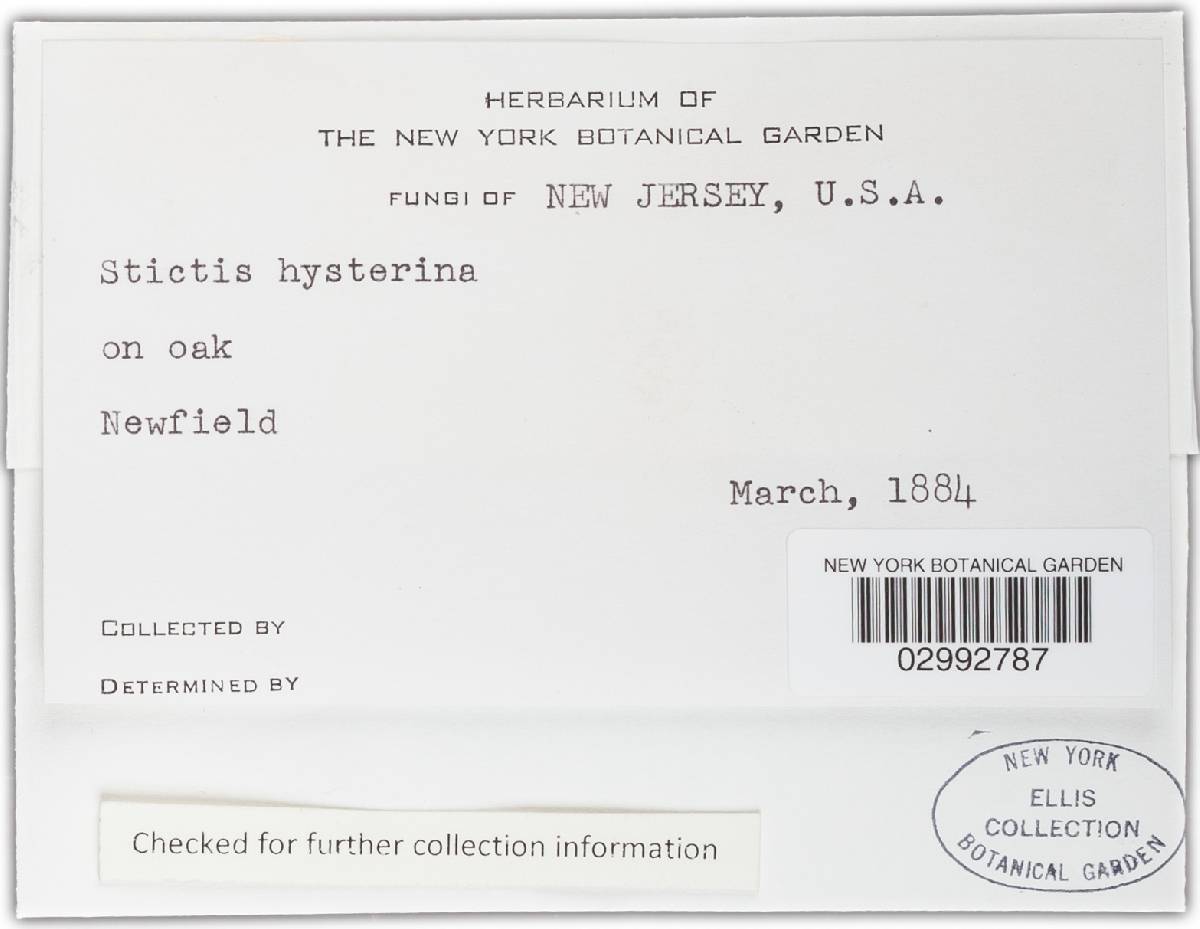 HERBARIUM OF
THE NEW YORK BOTANICAL GARDEN
FUNGI OF NEW JERSEY, U.S.A.
Stictis hysterina
on oak
Newfield
March, 1884
NEW YORK BOTANICAL GARDEN
02992787
COLLECTED BY
DETERMINED BY
NEW YORK
ELLIS
COLLECTION
BOTANICAL GARDEN
Checked for further collection information